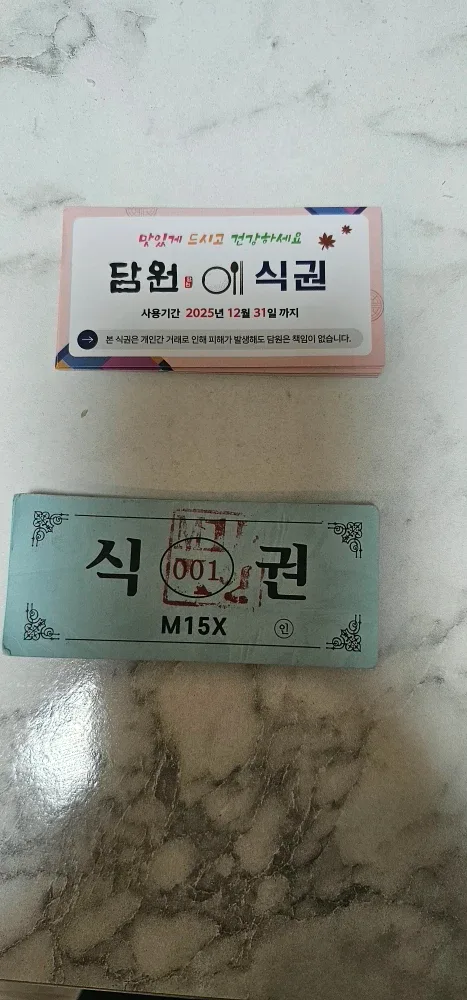 맛있게 드시고 건강하세요
담원 식권
사용기간 2025년 12월 31일 까지
본 식권은 개인간 거래로 인해 피해가 발생해도 담원은 책임이 없습니다.
식 001 권
M15X 인